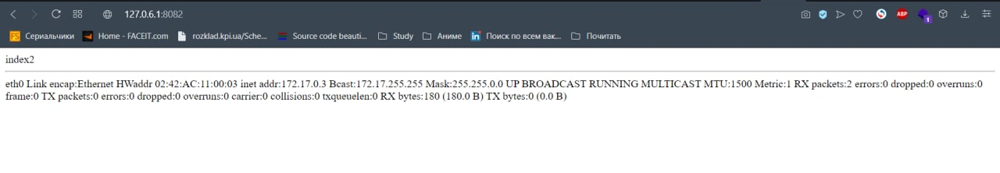 127.0.6.1:8082
ABP
1
FS Сериальчики Home - FACEIT.com rozklad.kpi.ua/Sche... Source code beauti... Study Аниме in Поиск по всем вак... Почитать
index2
eth0 Link encap:Ethernet HWaddr 02:42:AC:11:00:03 inet addr:172.17.0.3 Bcast:172.17.255.255 Mask:255.255.0.0 UP BROADCAST RUNNING MULTICAST MTU:1500 Metric:1 RX packets:2 errors:0 dropped:0 overruns:0
frame:0 TX packets:0 errors:0 dropped:0 overruns:0 carrier:0 collisions:0 txqueuelen:0 RX bytes:180 (180.0 B) TX bytes:0 (0.0 B)